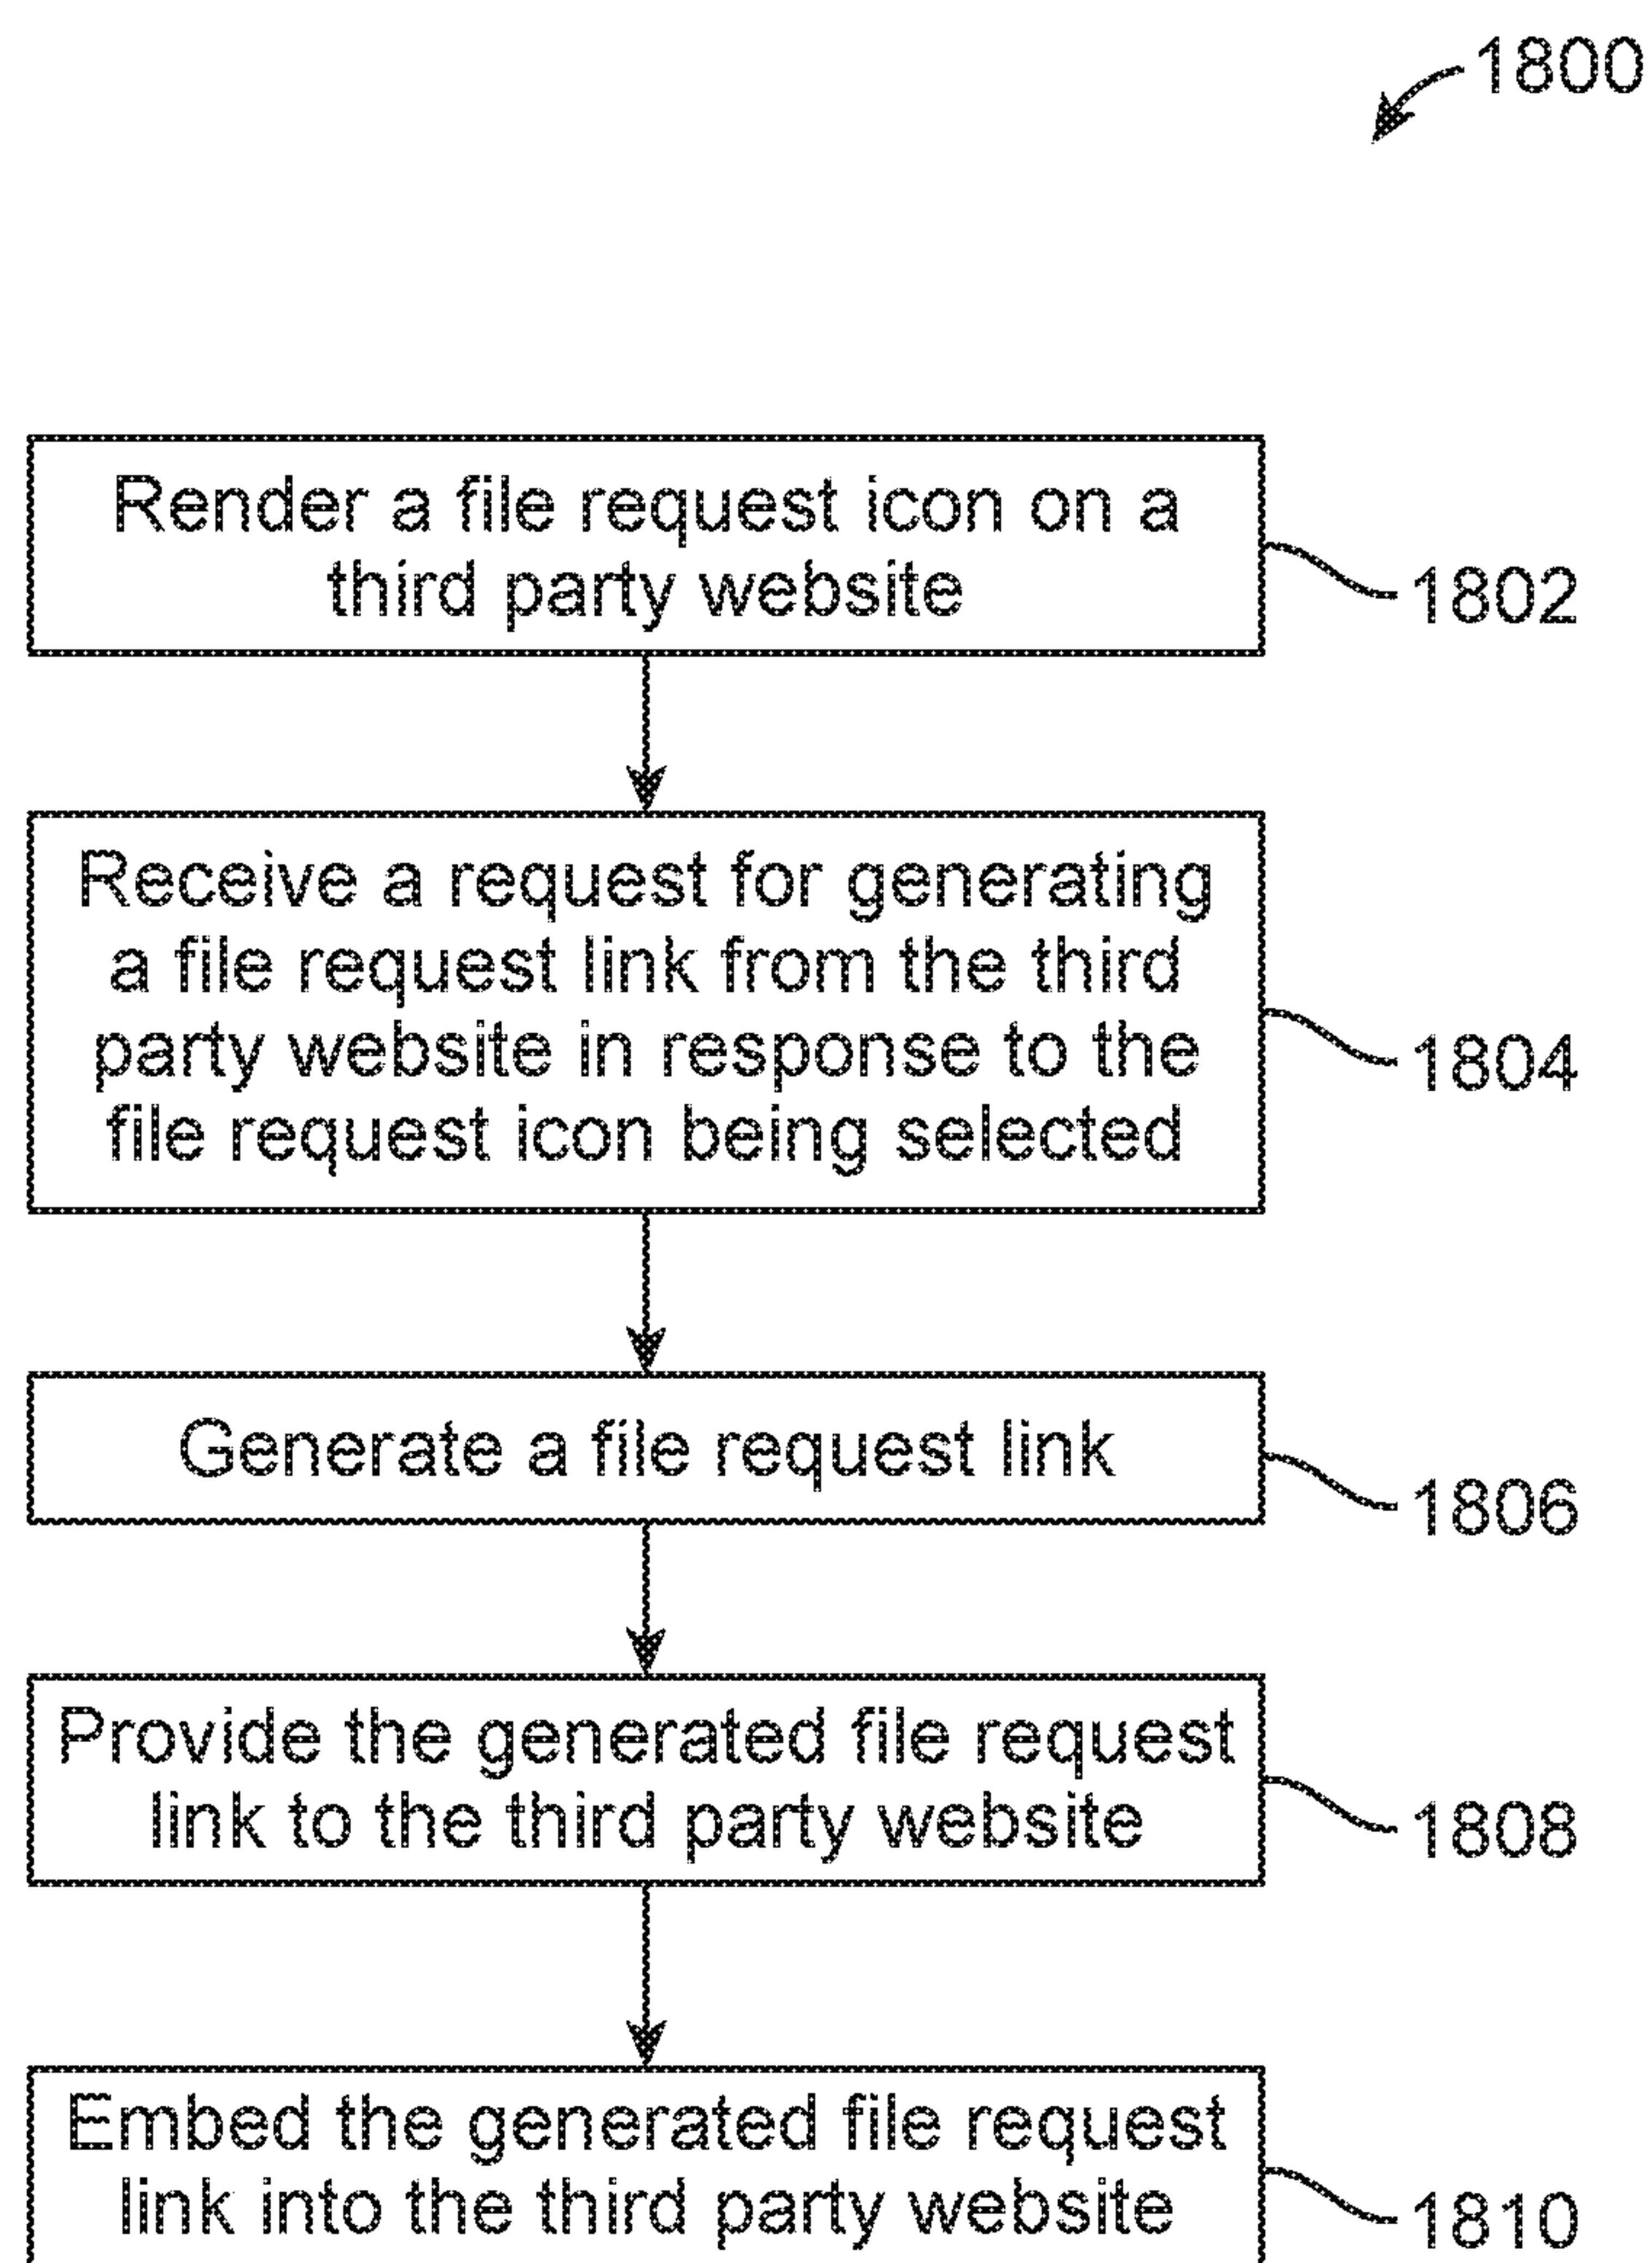 1800
Render a file request icon on a
third party website
1802
Receive a request for generating
a file request link from the third
party website in response to the
file request icon being selected
1804
Generate a file request link
1806
Provide the generated file request
link to the third party website
1808
Embed the generated file request
link into the third party website
1810